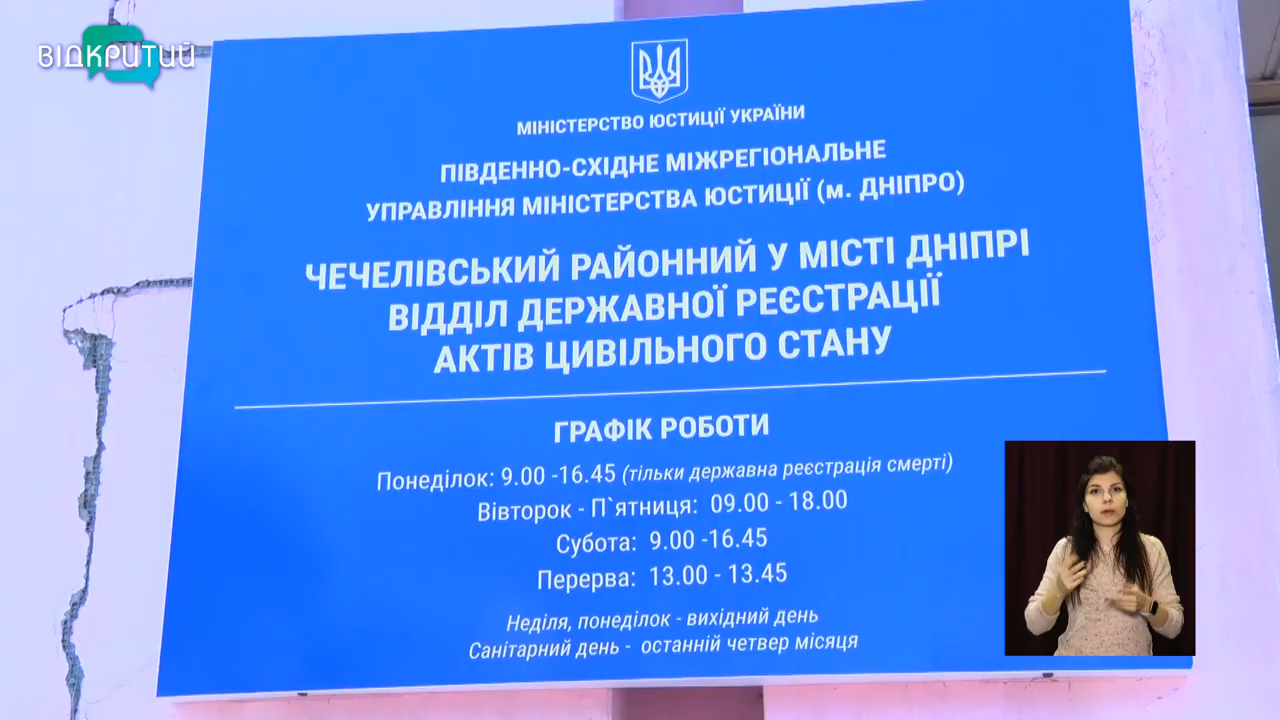 ВІДКРИТИЙ
МІНІСТЕРСТВО ЮСТИЦІЇ УКРАЇНИ
ПІВДЕННО-СХІДНЕ МІЖРЕГІОНАЛЬНЕ
УПРАВЛІННЯ МІНІСТЕРСТВА ЮСТИЦІЇ (м. ДНІПРО)
ЧЕЧЕЛІВСЬКИЙ РАЙОННИЙ У МІСТІ ДНІПРІ
ВІДДІЛ ДЕРЖАВНОЇ РЕЄСТРАЦІЇ
АКТІВ ЦИВІЛЬНОГО СТАНУ
ГРАФІК РОБОТИ
Понеділок: 9.00 -16.45 (тільки державна реєстрація смерті)
Вівторок - П`ятниця: 09.00 - 18.00
Субота: 9.00 -16.45
Перерва: 13.00 - 13.45
Неділя, понеділок - вихідний день
Санітарний день - останній четвер місяця